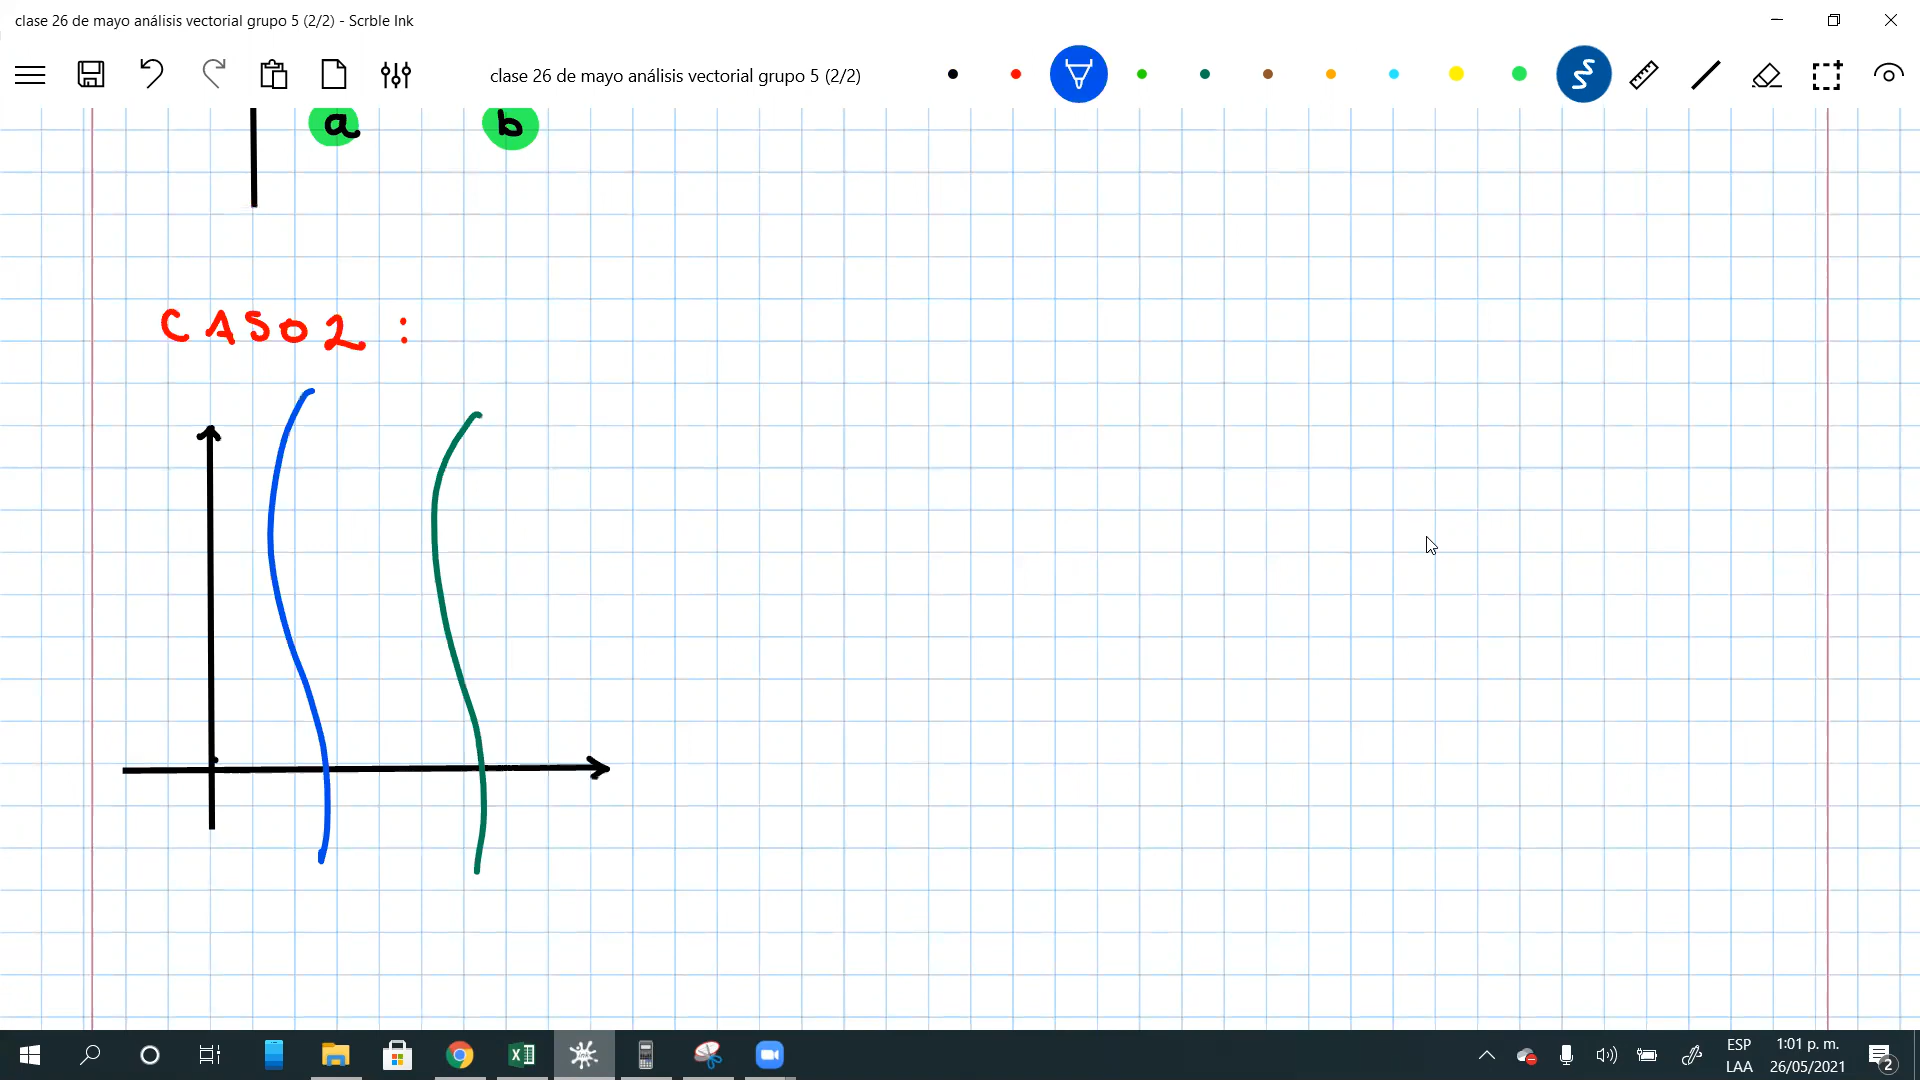 clase 26 de mayo análisis vectorial grupo 5 (2/2) - Scrble Ink
clase 26 de mayo análisis vectorial grupo 5 (2/2)
a b
CASO2 :
ESP
LAA
1:01 p. m.
26/05/2021
2